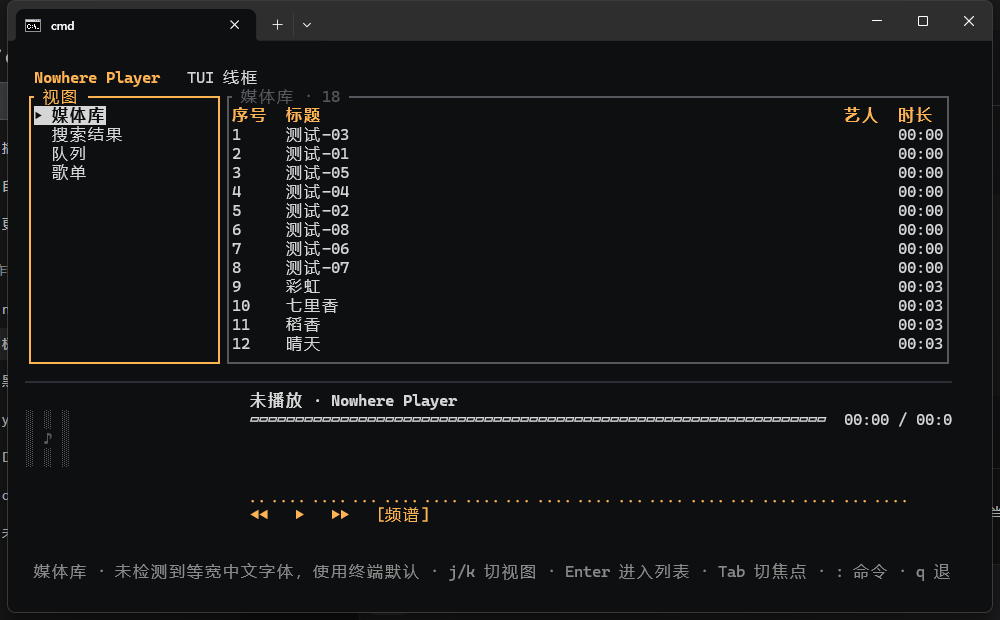 cmd
Nowhere Player TUI 线框
视图
媒体库 · 18
▸ 媒体库
搜索结果
队列
歌单
序号 标题 艺人 时长
1 测试-03 00:00
2 测试-01 00:00
3 测试-05 00:00
4 测试-04 00:00
5 测试-02 00:00
6 测试-08 00:00
7 测试-06 00:00
8 测试-07 00:00
9 彩虹 00:03
10 七里香 00:03
11 稻香 00:03
12 晴天 00:03
未播放 · Nowhere Player
00:00 / 00:0
♪
[频谱]
媒体库 · 未检测到等宽中文字体，使用终端默认 · j/k 切视图 · Enter 进入列表 · Tab 切焦点 · : 命令 · q 退